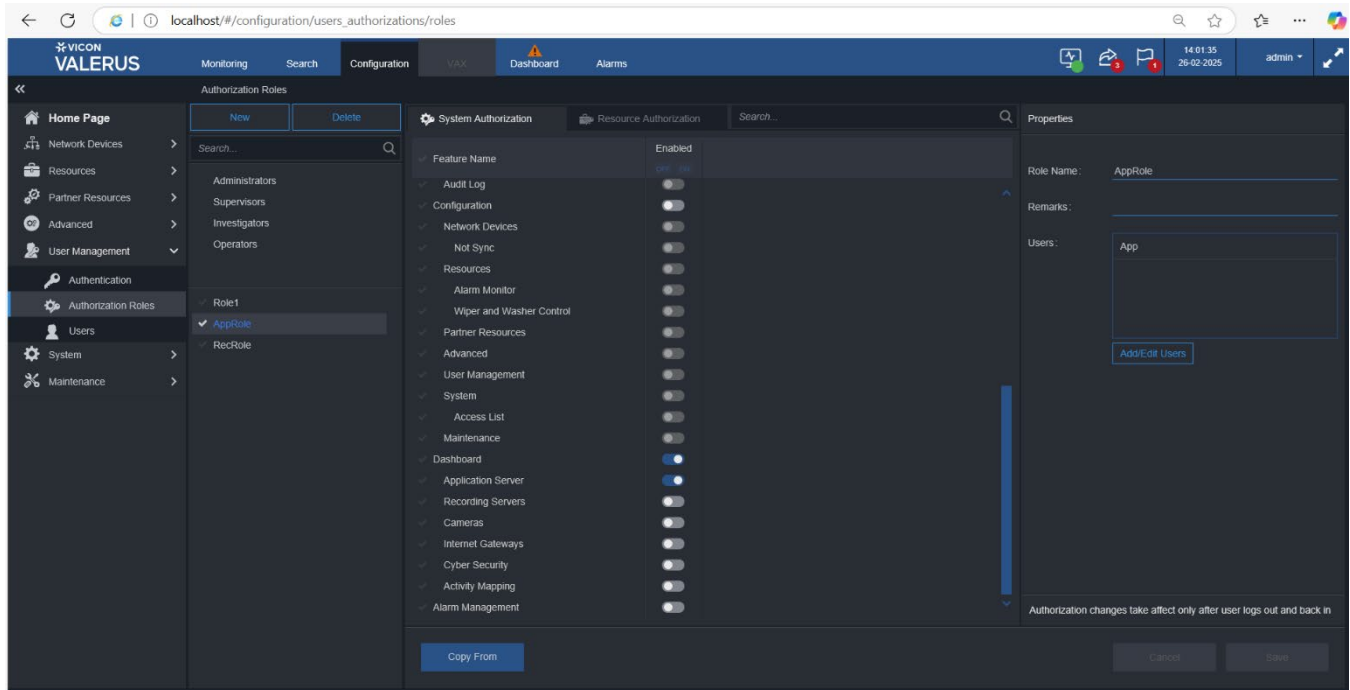 localhost/#/configuration/users_authorizations/roles
VICON
VALERUS
Monitoring
Search
Configuration
VAX
Dashboard
Alarms
3
1
14:01:35
26-02-2025
admin
Authorization Roles
Home Page
Network Devices
Resources
Partner Resources
Advanced
User Management
Authentication
Authorization Roles
Users
System
Maintenance
New
Delete
Search...
Administrators
Supervisors
Investigators
Operators
Role1
AppRole
RecRole
System Authorization
Resource Authorization
Search...
Feature Name
Enabled
OFF ON
Audit Log
Configuration
Network Devices
Not Sync
Resources
Alarm Monitor
Wiper and Washer Control
Partner Resources
Advanced
User Management
System
Access List
Maintenance
Dashboard
Application Server
Recording Servers
Cameras
Internet Gateways
Cyber Security
Activity Mapping
Alarm Management
Copy From
Properties
Role Name:
AppRole
Remarks:
Users:
App
Add/Edit Users
Authorization changes take affect only after user logs out and back in
Cancel
Save